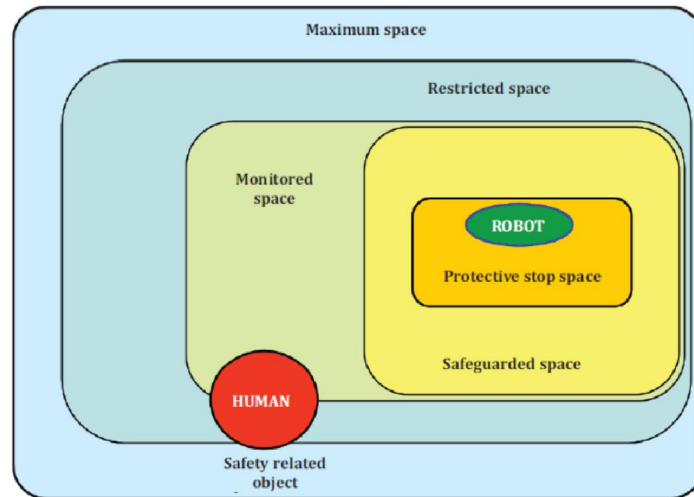 Maximum space
Restricted space
Monitored
space
ROBOT
Protective stop space
Safeguarded space
HUMAN
Safety related
object